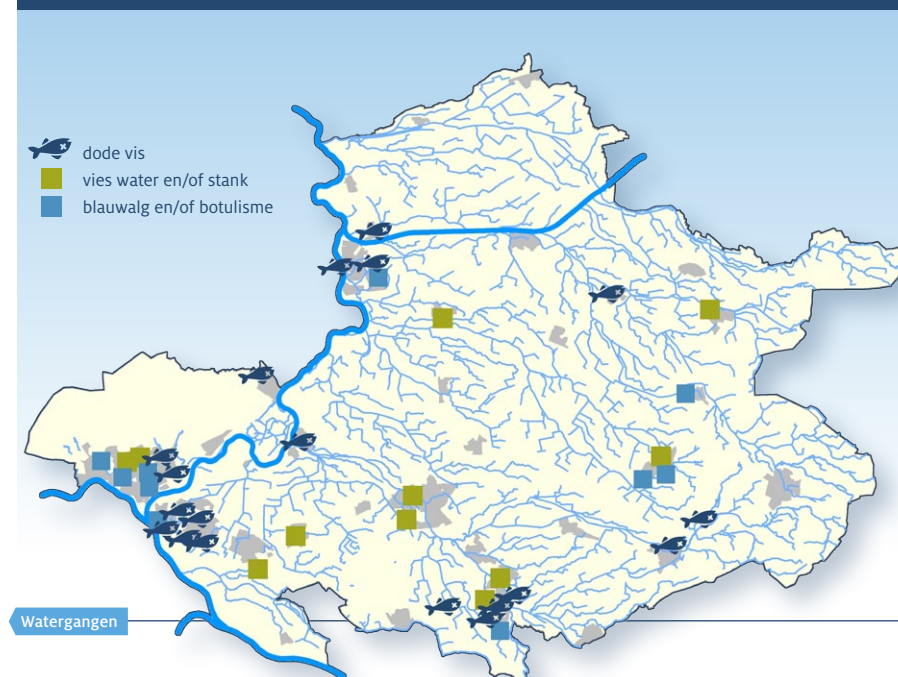 dode vis
vies water en/of stank
blauwalg en/of botulisme
Watergangen